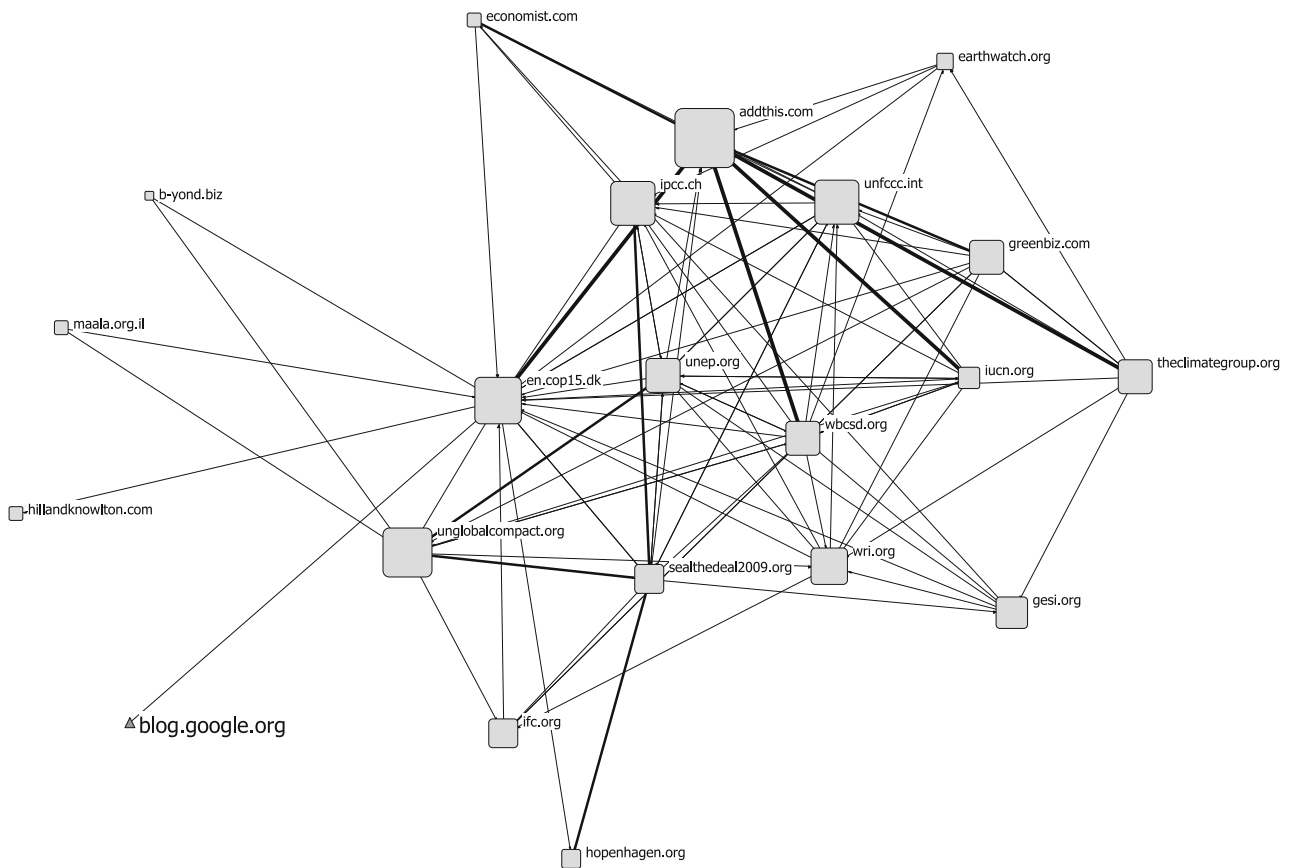 economist.com
earthwatch.org
addthis.com
ipcc.ch
unfccc.int
b-yond.biz
greenbiz.com
maala.org.il
unep.org
iucn.org
theclimategroup.org
en.cop15.dk
wbcsd.org
hillandknowlton.com
unglobalcompact.org
sealthedeal2009.org
wri.org
gesi.org
blog.google.org
ifc.org
hopenhagen.org